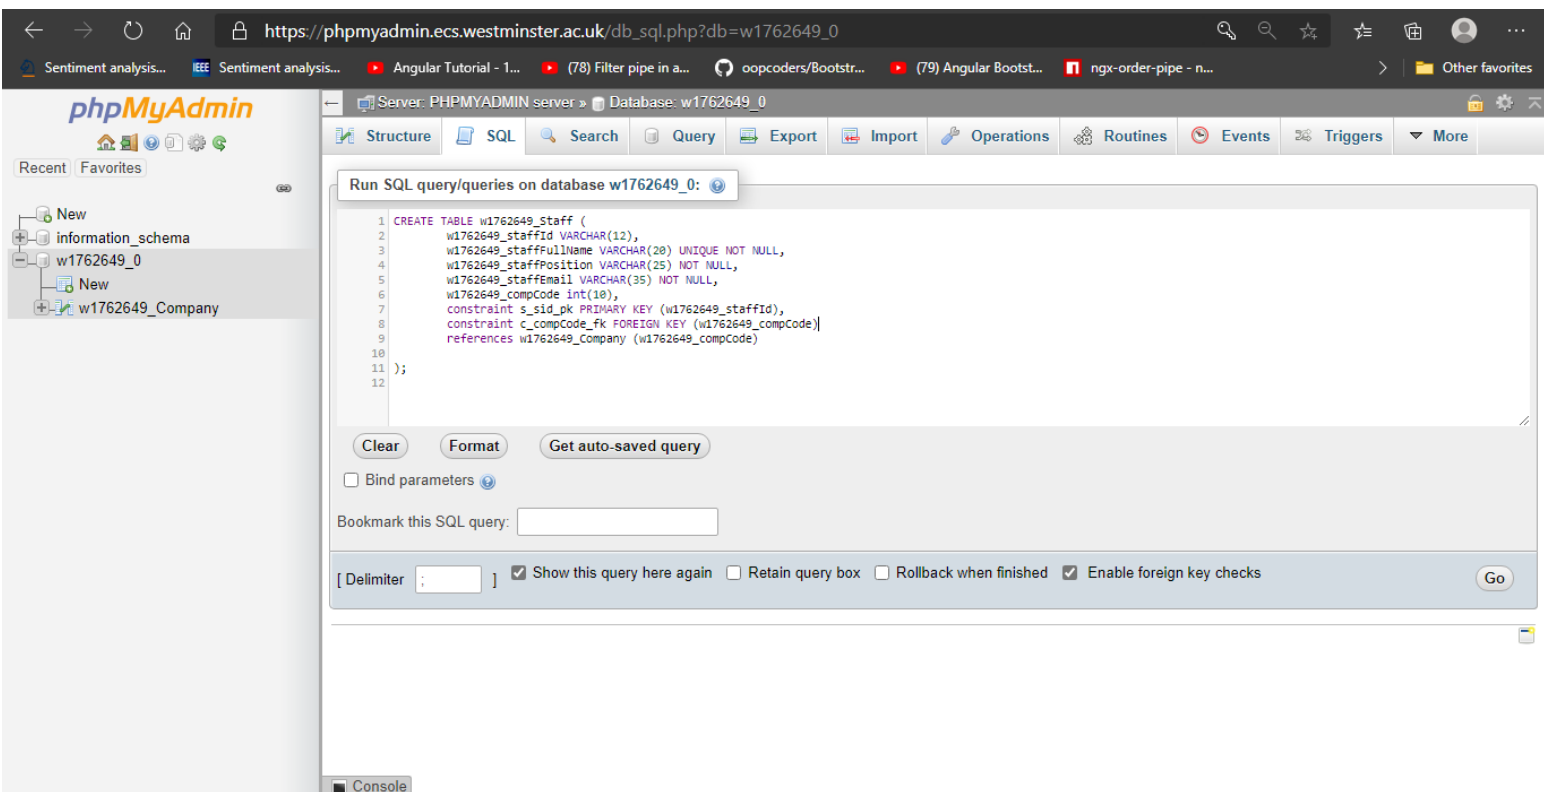 https://phpmyadmin.ecs.westminster.ac.uk/db_sql.php?db=w1762649_0
Sentiment analysis... IEEE Sentiment analysis... Angular Tutorial - 1... (78) Filter pipe in a... oopcoders/Bootstr... (79) Angular Bootst... n ngx-order-pipe - n... Other favorites
phpMyAdmin
Recent Favorites
New
information_schema
w1762649_0
New
w1762649_Company
Server: PHPMYADMIN server » Database: w1762649_0
Structure SQL Search Query Export Import Operations Routines Events Triggers More
Run SQL query/queries on database w1762649_0:
1 CREATE TABLE w1762649_Staff (
2 w1762649_staffId VARCHAR(12),
3 w1762649_staffFullName VARCHAR(20) UNIQUE NOT NULL,
4 w1762649_staffPosition VARCHAR(25) NOT NULL,
5 w1762649_staffEmail VARCHAR(35) NOT NULL,
6 w1762649_compCode int(10),
7 constraint s_sid_pk PRIMARY KEY (w1762649_staffId),
8 constraint c_compCode_fk FOREIGN KEY (w1762649_compCode)
9 references w1762649_Company (w1762649_compCode)
10
11 );
12
Clear Format Get auto-saved query
Bind parameters
Bookmark this SQL query:
[ Delimiter ; ] Show this query here again Retain query box Rollback when finished Enable foreign key checks
Go
Console